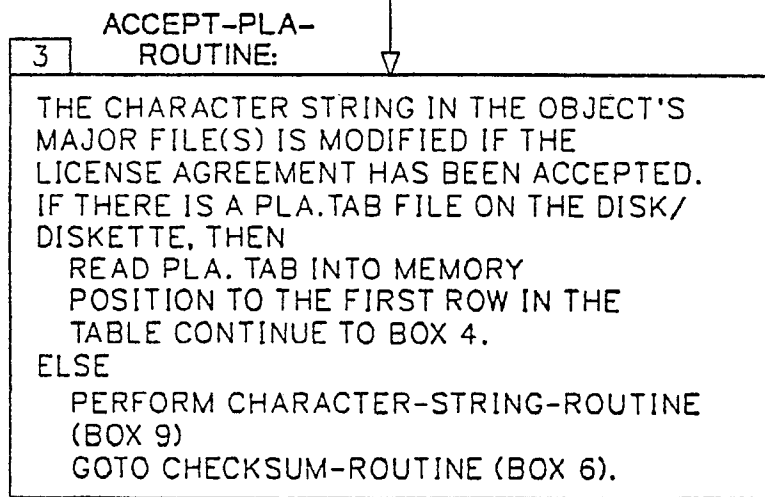 ACCEPT-PLA-
3 ROUTINE:
THE CHARACTER STRING IN THE OBJECT'S
MAJOR FILE(S) IS MODIFIED IF THE
LICENSE AGREEMENT HAS BEEN ACCEPTED.
IF THERE IS A PLA.TAB FILE ON THE DISK/
DISKETTE, THEN
READ PLA. TAB INTO MEMORY
POSITION TO THE FIRST ROW IN THE
TABLE CONTINUE TO BOX 4.
ELSE
PERFORM CHARACTER-STRING-ROUTINE
(BOX 9)
GOTO CHECKSUM-ROUTINE (BOX 6).